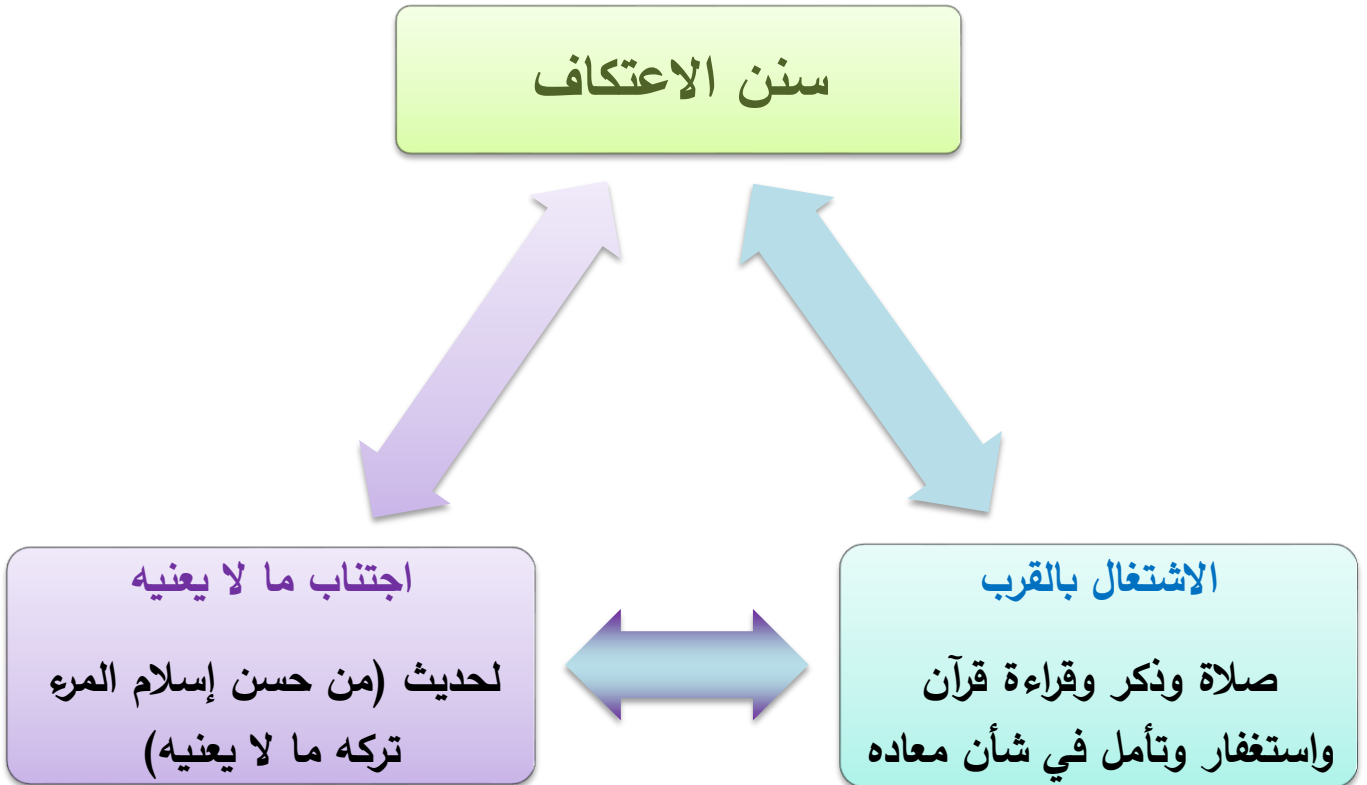 سنن الاعتكاف
الاشتغال بالقرب
صلاة وذكر وقراءة قرآن
واستغفار وتأمل في شأن معاده
اجتناب ما لا يعنيه
لحديث (من حسن إسلام المرء
تركه ما لا يعنيه)